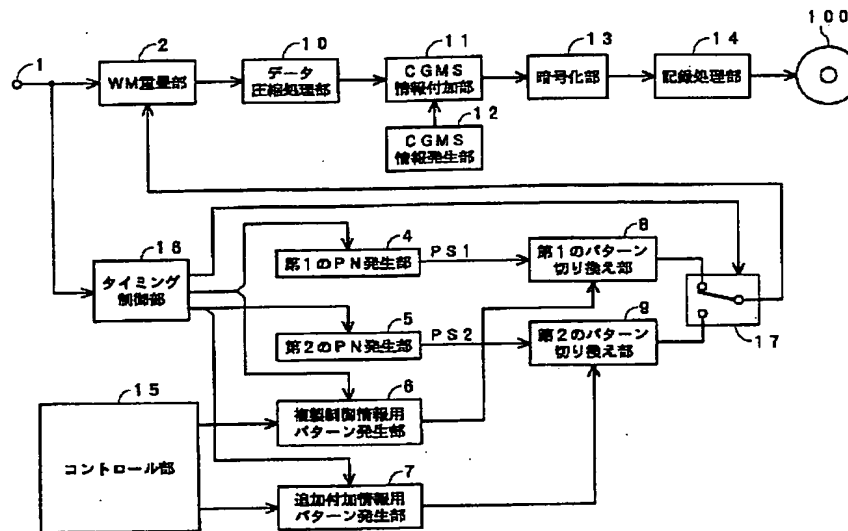 100
1
2
WM重畳部
10
データ
圧縮処理部
11
CGMS
情報付加部
13
暗号化部
14
記録処理部
12
CGMS
情報発生部
16
タイミング
制御部
4
第1のPN発生部
PS1
8
第1のパターン
切り換え部
5
第2のPN発生部
PS2
9
第2のパターン
切り換え部
17
6
複製制御情報用
パターン発生部
15
コントロール部
7
追加付加情報用
パターン発生部